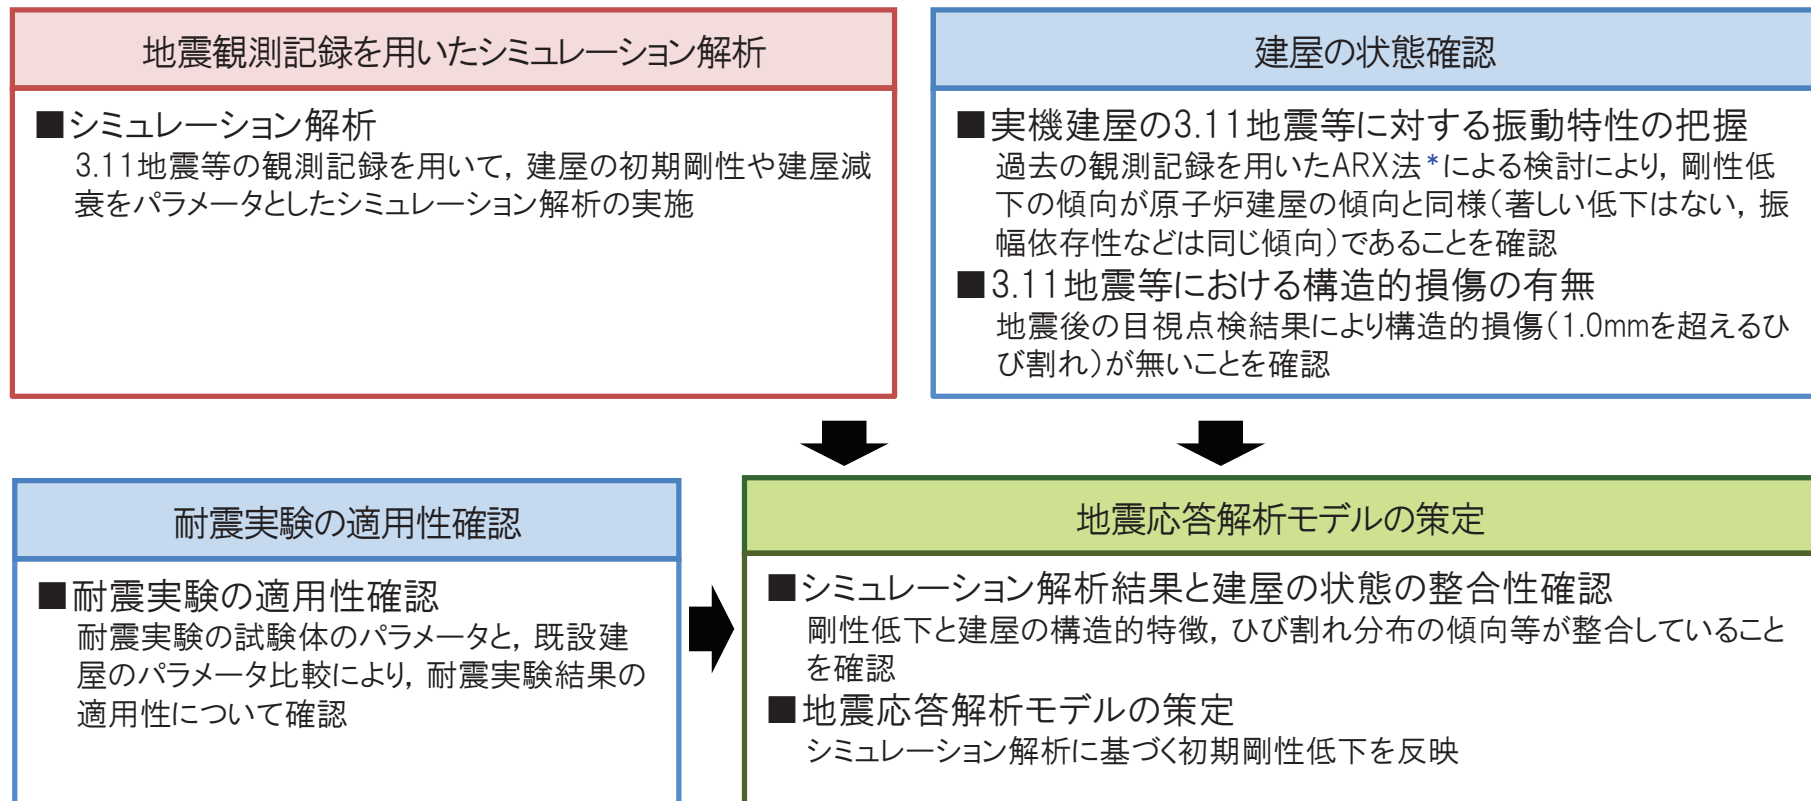 地震観測記録を用いたシミュレーション解析
■シミュレーション解析
3.11地震等の観測記録を用いて，建屋の初期剛性や建屋減
衰をパラメータとしたシミュレーション解析の実施
建屋の状態確認
■実機建屋の3.11地震等に対する振動特性の把握
過去の観測記録を用いたARX法*による検討により，剛性低
下の傾向が原子炉建屋の傾向と同様（著しい低下はない，振
幅依存性などは同じ傾向）であることを確認
■3.11地震等における構造的損傷の有無
地震後の目視点検結果により構造的損傷（1.0mmを超えるひ
び割れ）が無いことを確認
耐震実験の適用性確認
■耐震実験の適用性確認
耐震実験の試験体のパラメータと，既設建
屋のパラメータ比較により，耐震実験結果の
適用性について確認
地震応答解析モデルの策定
■シミュレーション解析結果と建屋の状態の整合性確認
剛性低下と建屋の構造的特徴，ひび割れ分布の傾向等が整合していること
を確認
■地震応答解析モデルの策定
シミュレーション解析に基づく初期剛性低下を反映